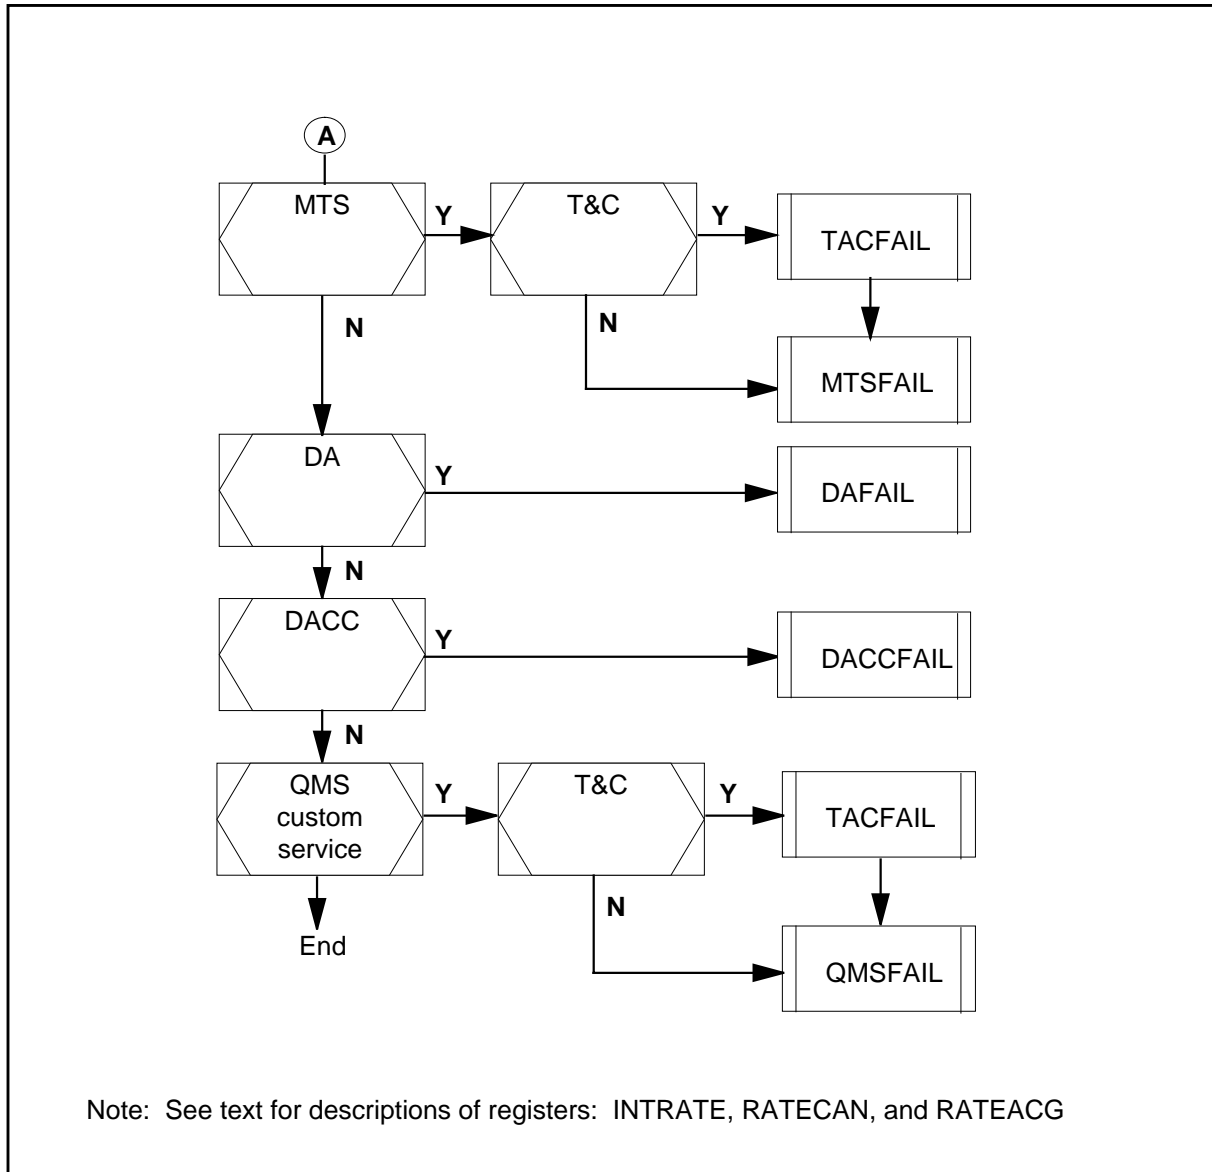 A
MTS
Y
T&C
Y
TACFAIL
N
N
MTSFAIL
DA
Y
DAFAIL
N
DACC
Y
DACCFAIL
N
QMS
custom
service
Y
T&C
Y
TACFAIL
N
End
QMSFAIL
Note: See text for descriptions of registers: INTRATE, RATECAN, and RATEACG